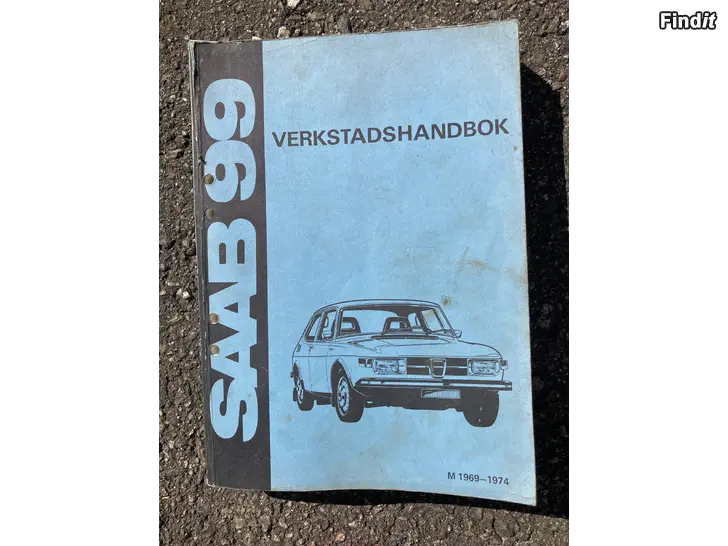 Findit
SAAB 99
VERKSTADSHANDBOK
M 1969–1974